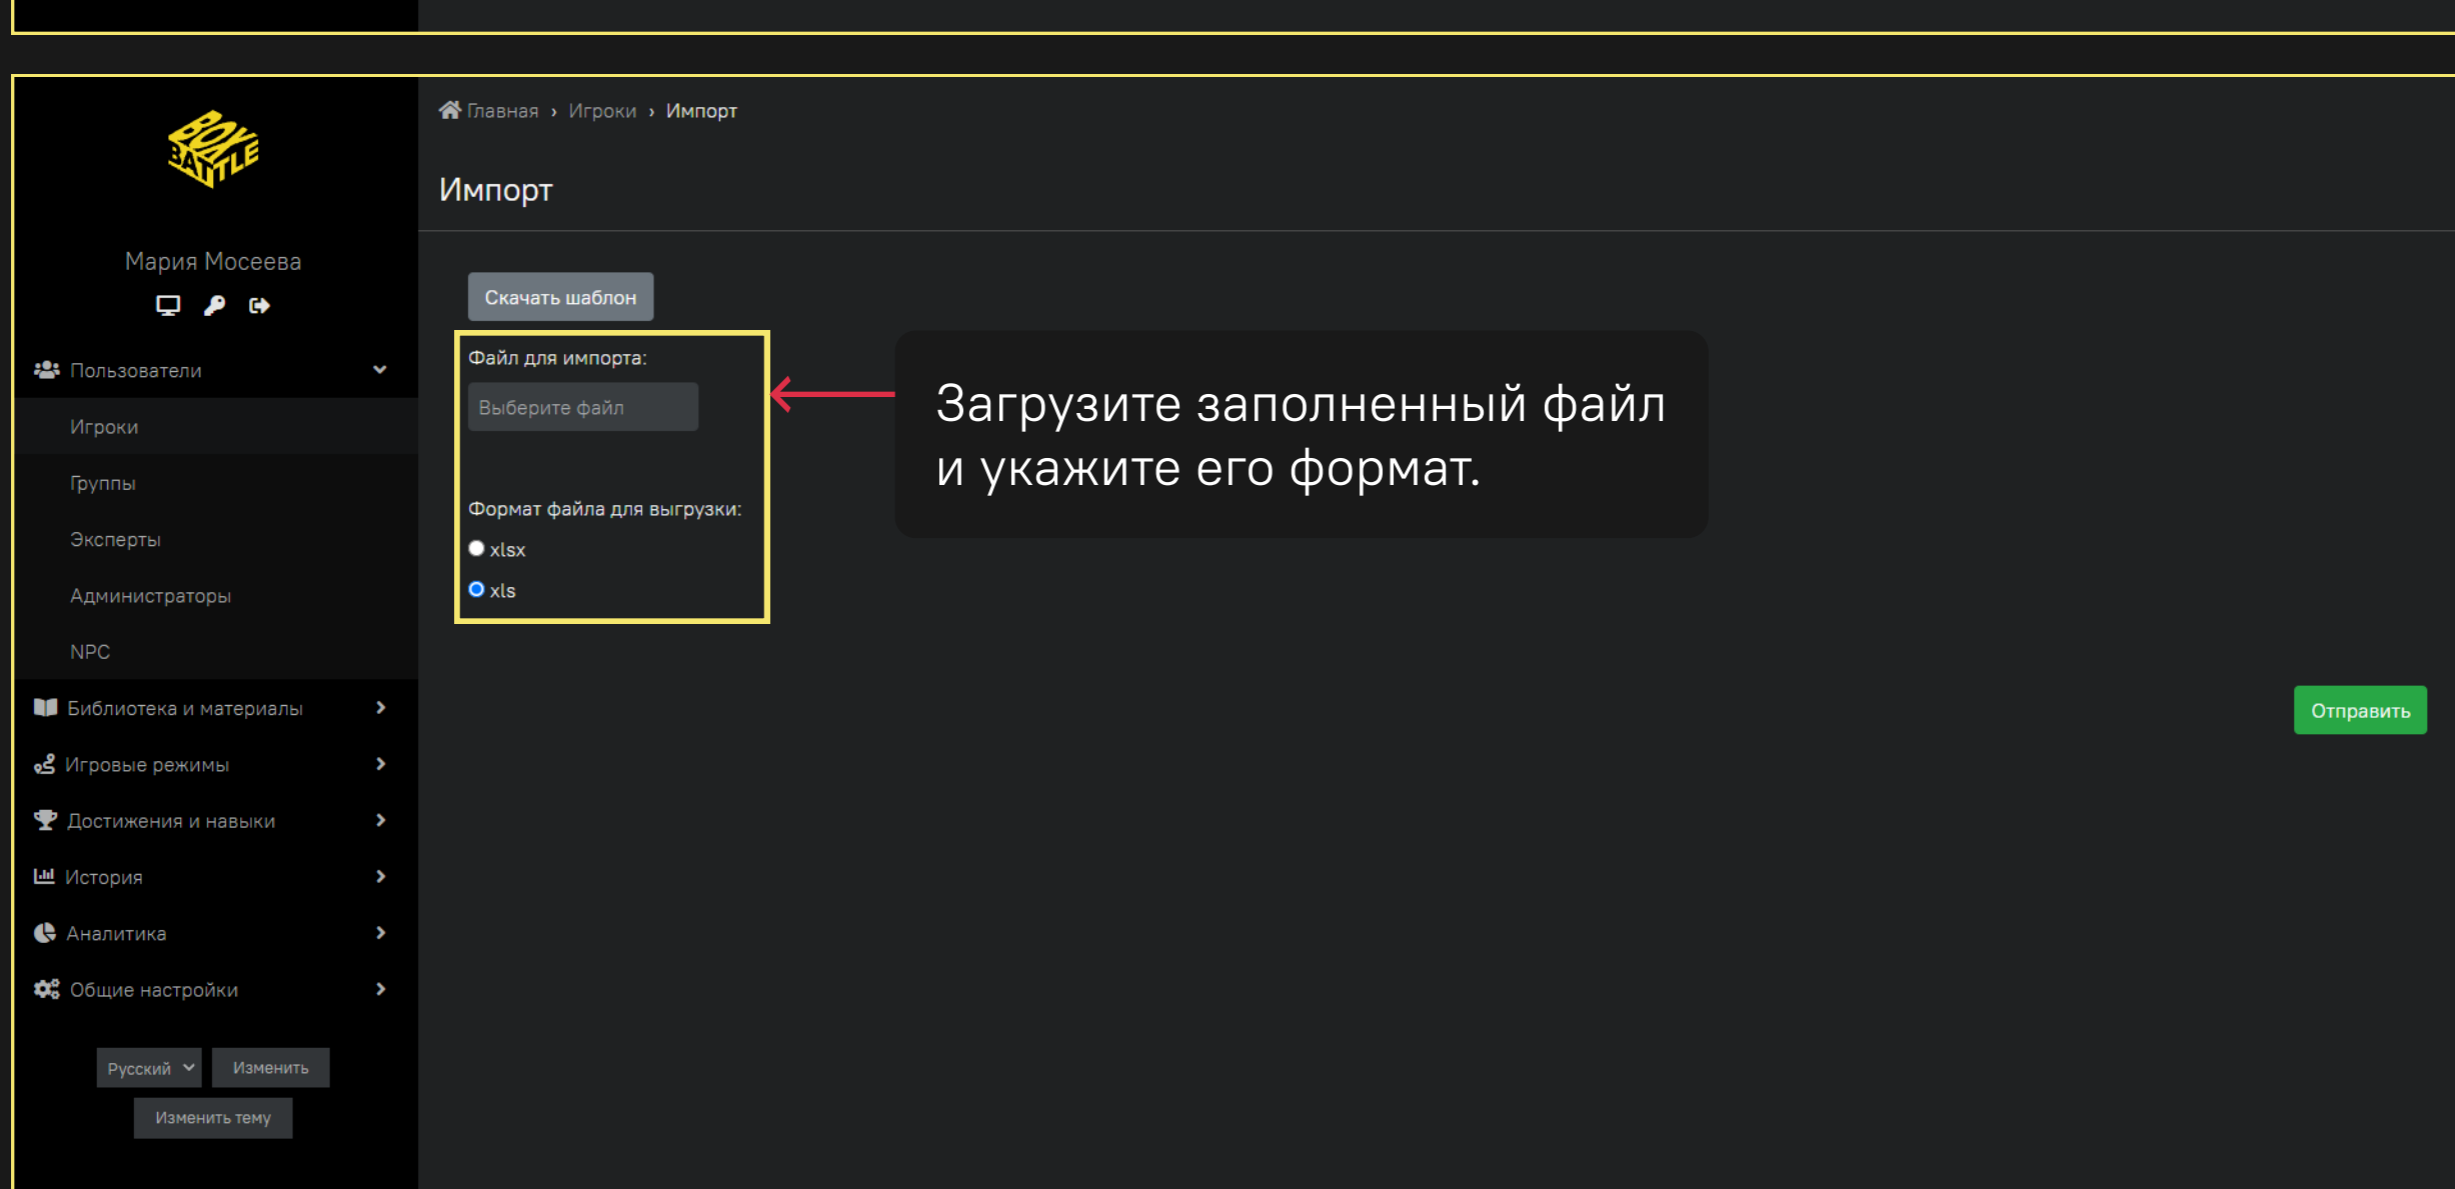 BOX
BATTLE
Главная › Игроки › Импорт
Импорт
Мария Мосеева
Скачать шаблон
Файл для импорта:
Выберите файл
Загрузите заполненный файл
и укажите его формат.
Формат файла для выгрузки:
xlsx
xls
Отправить
Пользователи
Игроки
Группы
Эксперты
Администраторы
NPC
Библиотека и материалы
Игровые режимы
Достижения и навыки
История
Аналитика
Общие настройки
Русский Изменить
Изменить тему